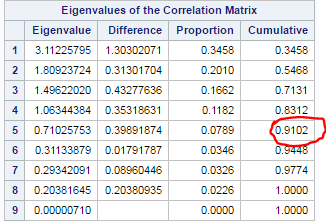 Eigenvalues of the Correlation Matrix
Eigenvalue Difference Proportion Cumulative
1 3.11225795 1.30302071 0.3458 0.3458
2 1.80923724 0.31301704 0.2010 0.5468
3 1.49622020 0.43277636 0.1662 0.7131
4 1.06344384 0.35318631 0.1182 0.8312
5 0.71025753 0.39891874 0.0789 0.9102
6 0.31133879 0.01791787 0.0346 0.9448
7 0.29342091 0.08960446 0.0326 0.9774
8 0.20381645 0.20380935 0.0226 1.0000
9 0.00000710 0.0000 1.0000